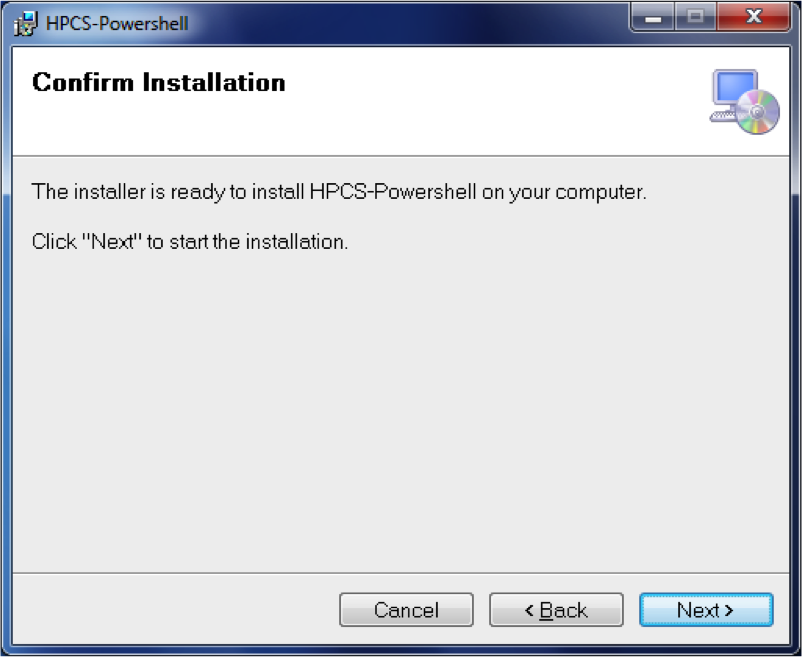 HPCS-Powershell
Confirm Installation
The installer is ready to install HPCS-Powershell on your computer.
Click "Next" to start the installation.
Cancel
< Back
Next >